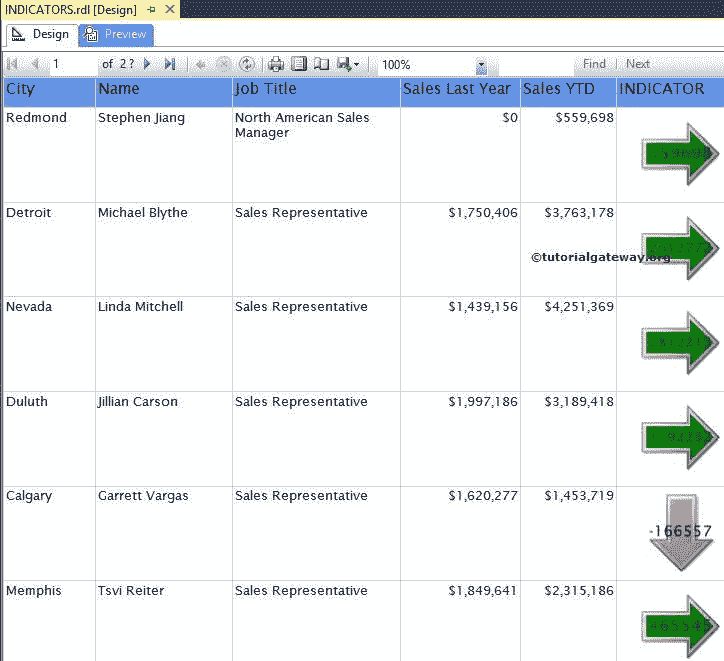 INDICATORS.rdl [Design]
Design Preview
1 of 2 ? 100% Find Next
City Name Job Title Sales Last Year Sales YTD INDICATOR
Redmond Stephen Jiang North American Sales $0 $559,698
Manager
Detroit Michael Blythe Sales Representative $1,750,406 $3,763,178
©tutorialgateway.org
Nevada Linda Mitchell Sales Representative $1,439,156 $4,251,369
Duluth Jillian Carson Sales Representative $1,997,186 $3,189,418
Calgary Garrett Vargas Sales Representative $1,620,277 $1,453,719
-166557
Memphis Tsvi Reiter Sales Representative $1,849,641 $2,315,186
465545